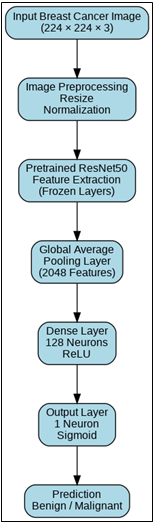 Input Breast Cancer Image
(224 × 224 × 3)
Image Preprocessing
Resize
Normalization
Pretrained ResNet50
Feature Extraction
(Frozen Layers)
Global Average
Pooling Layer
(2048 Features)
Dense Layer
128 Neurons
ReLU
Output Layer
1 Neuron
Sigmoid
Prediction
Benign / Malignant